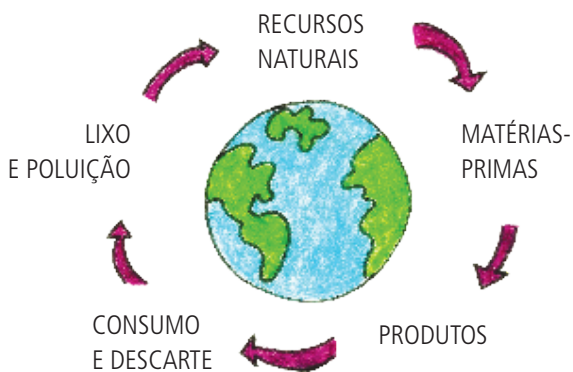 RECURSOS
NATURAIS
MATÉRIAS-
PRIMAS
PRODUTOS
CONSUMO
E DESCARTE
LIXO
E POLUIÇÃO